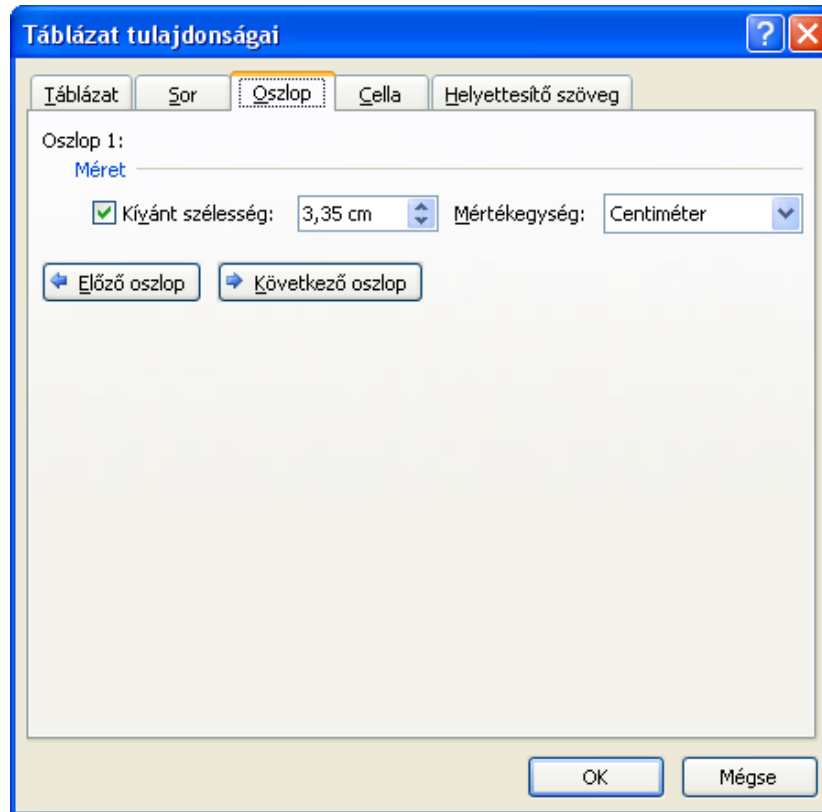 Táblázat tulajdonságai
Táblázat Sor Oszlop Cella Helyettesítő szöveg
Oszlop 1:
Méret
Kívánt szélesség: 3,35 cm Mértékegység: Centiméter
Előző oszlop Következő oszlop
OK Mégse